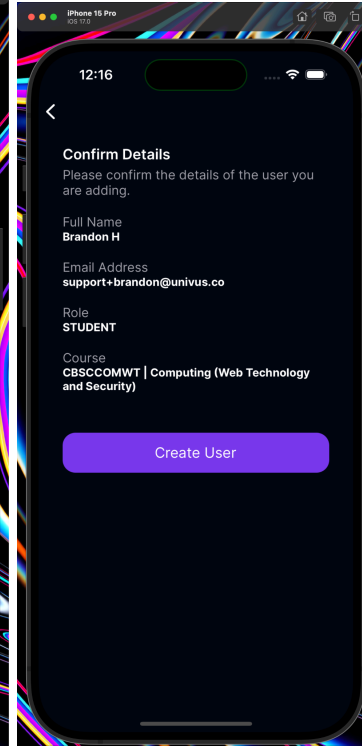 iPhone 15 Pro
iOS 17.0
12:16
Confirm Details
Please confirm the details of the user you
are adding.
Full Name
Brandon H
Email Address
support+brandon@univus.co
Role
STUDENT
Course
CBSCCOMWT | Computing (Web Technology
and Security)
Create User